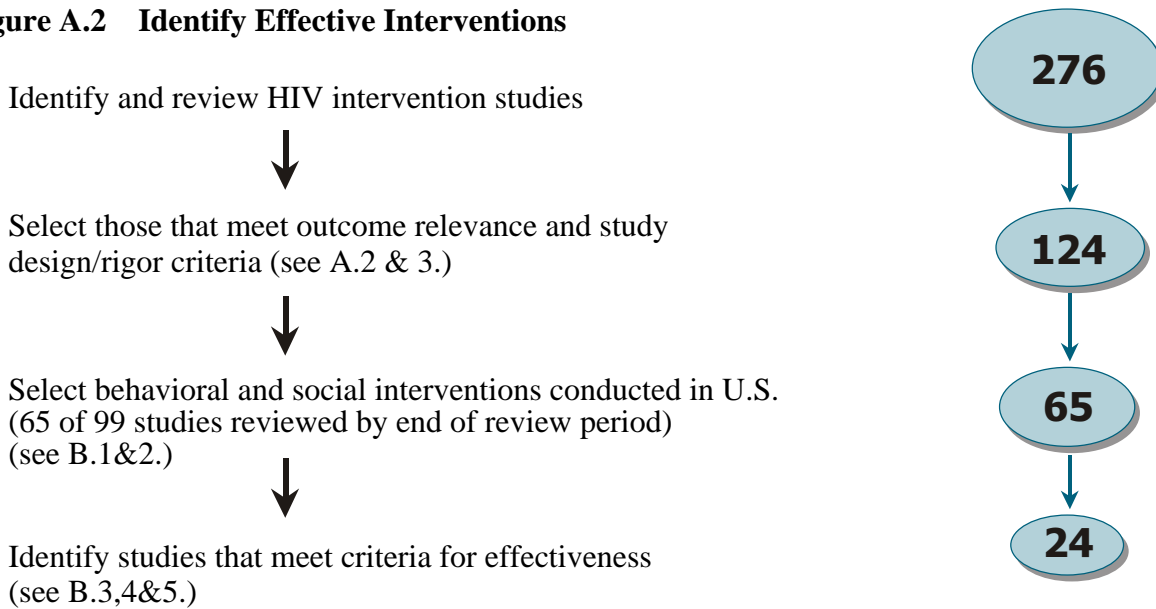 gure A.2 Identify Effective Interventions
276
Identify and review HIV intervention studies
Select those that meet outcome relevance and study
design/rigor criteria (see A.2 & 3.)
124
Select behavioral and social interventions conducted in U.S.
(65 of 99 studies reviewed by end of review period)
(see B.1&2.)
65
Identify studies that meet criteria for effectiveness
(see B.3,4&5.)
24